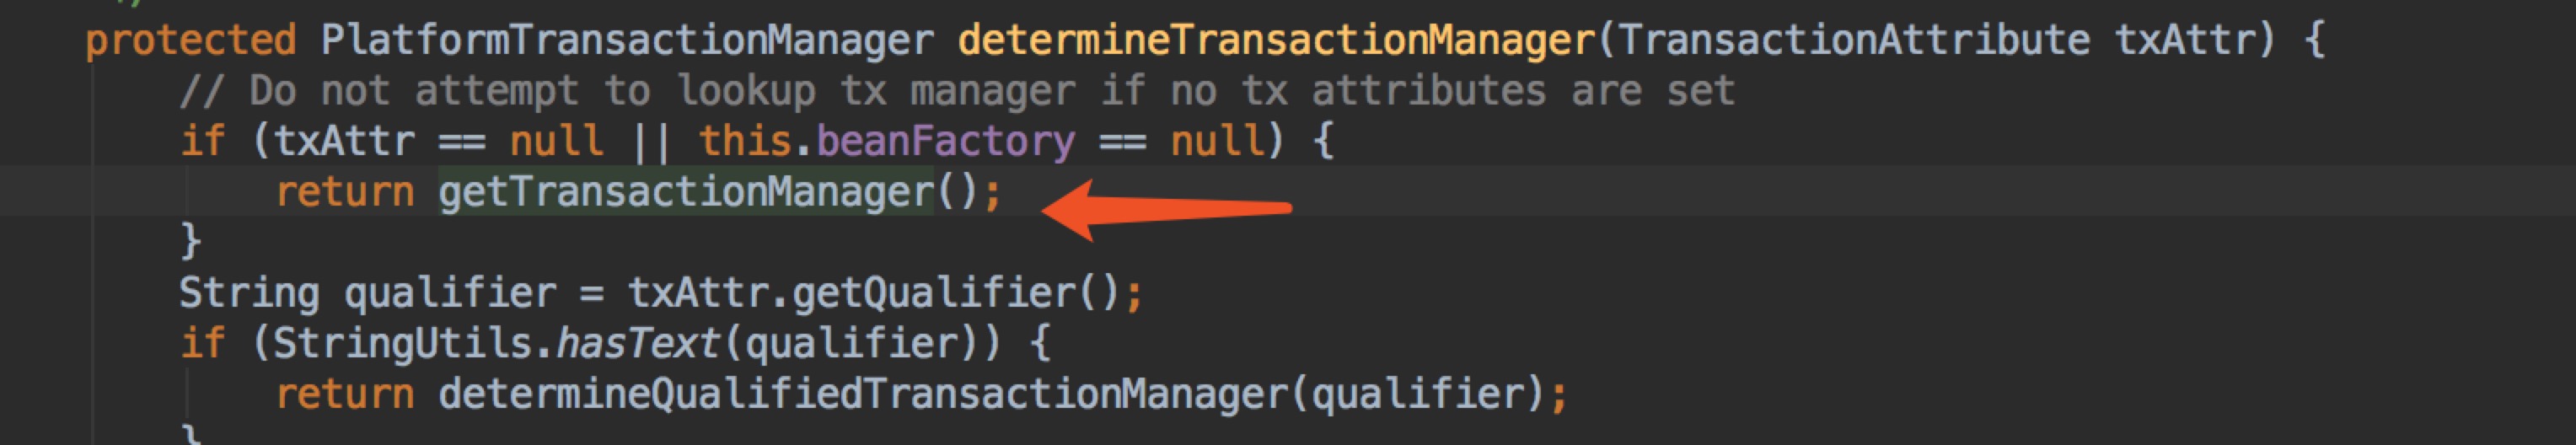 protected PlatformTransactionManager determineTransactionManager(TransactionAttribute txAttr) {
// Do not attempt to lookup tx manager if no tx attributes are set
if (txAttr == null || this.beanFactory == null) {
return getTransactionManager();
}
String qualifier = txAttr.getQualifier();
if (StringUtils.hasText(qualifier)) {
return determineQualifiedTransactionManager(qualifier);
}